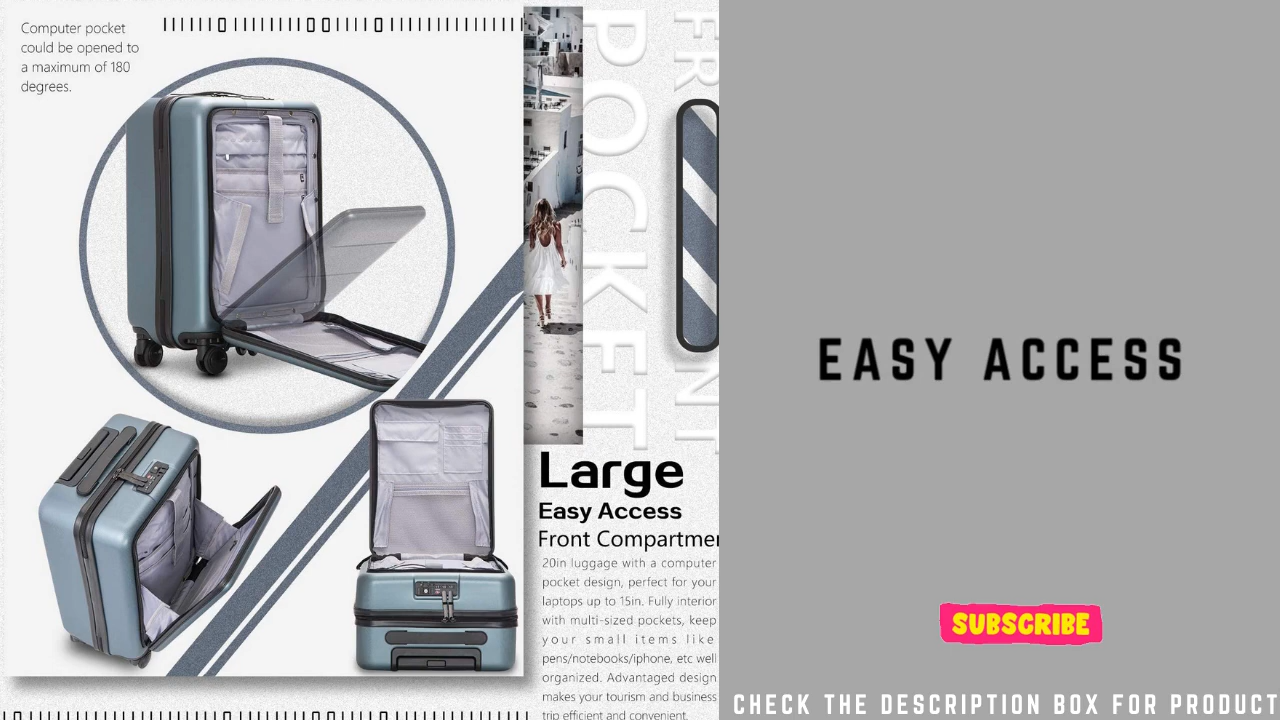 Computer pocket
could be opened to
a maximum of 180
degrees.
POCKET
FRONT
Large
Easy Access
Front Compartmen
20in luggage with a computer
pocket design, perfect for your
laptops up to 15in. Fully interior
with multi-sized pockets, keep
your small items like
pens/notebooks/iphone, etc well
organized. Advantaged design
makes your tourism and business
trip efficient and convenient.
EASY ACCESS
SUBSCRIBE
CHECK THE DESCRIPTION BOX FOR PRODUCT